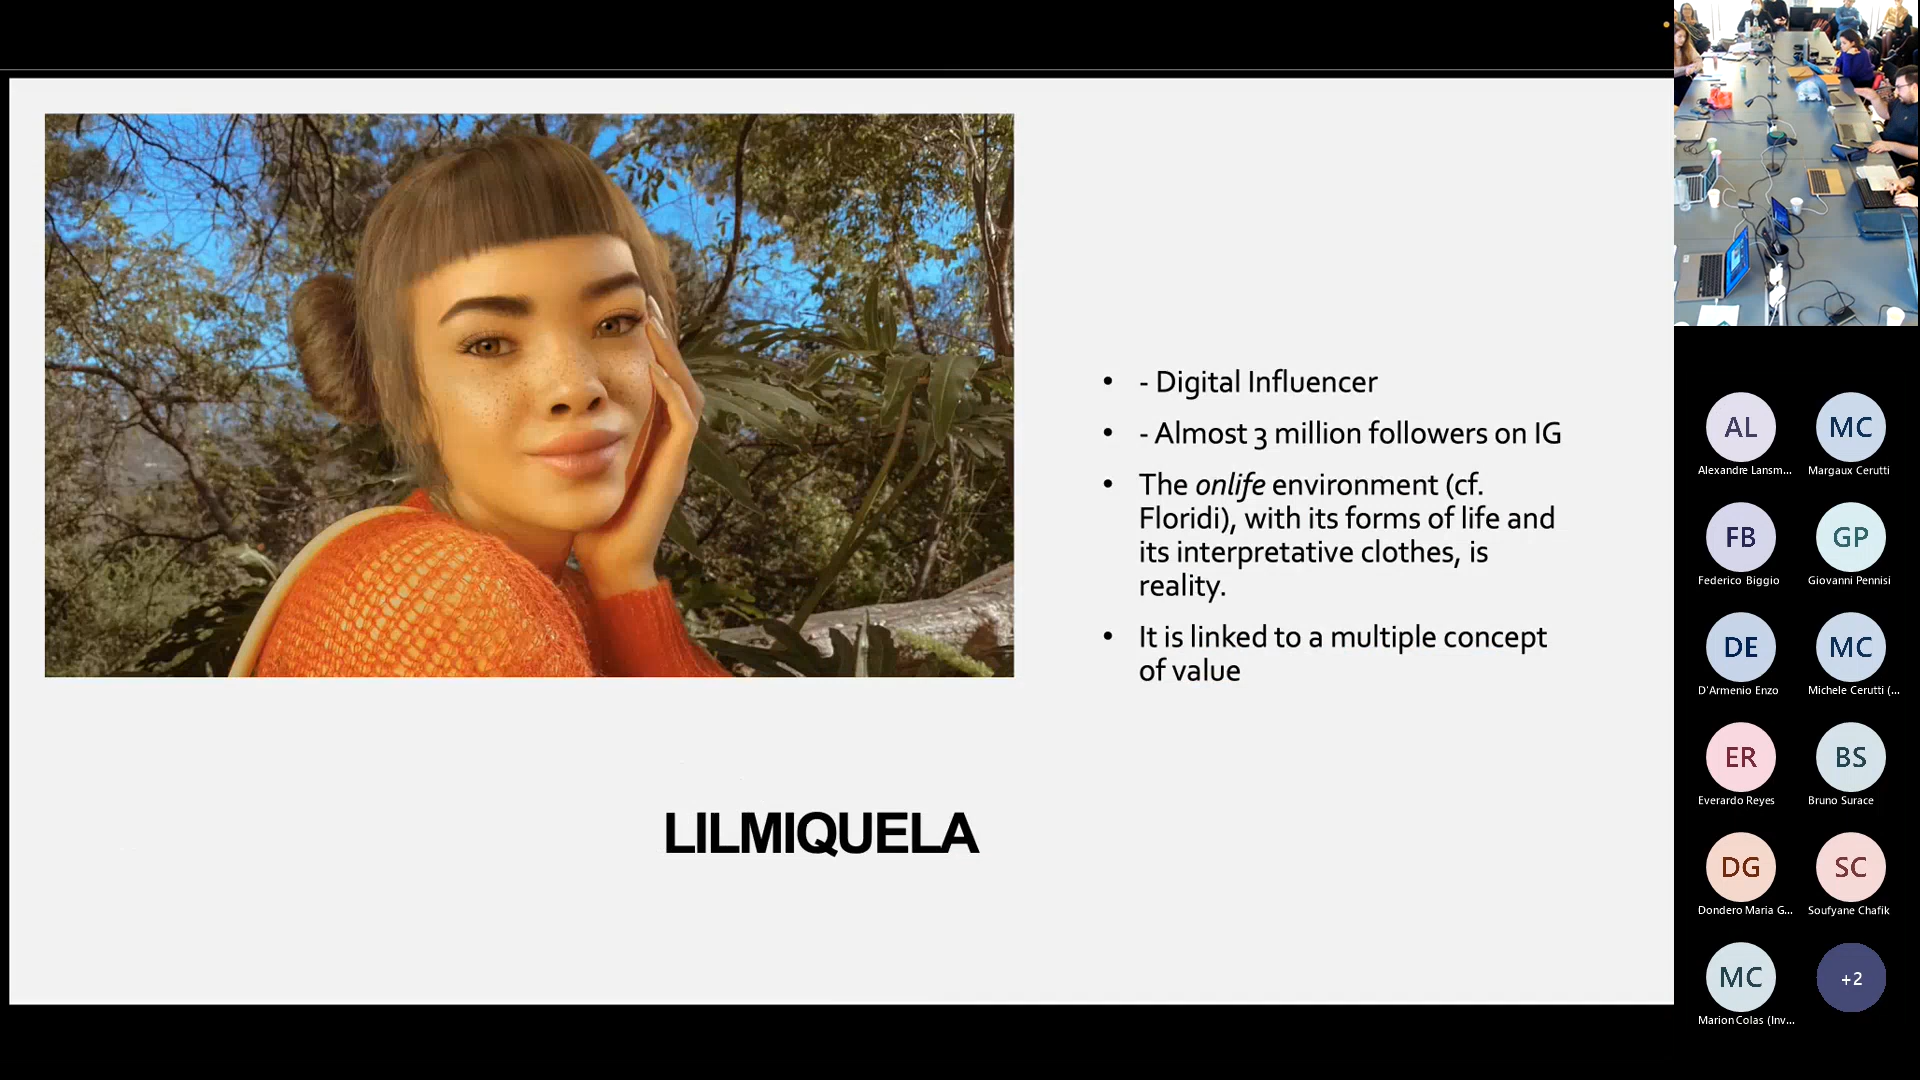 • - Digital Influencer
• - Almost 3 million followers on IG
• The onlife environment (cf.
Floridi), with its forms of life and
its interpretative clothes, is
reality.
• It is linked to a multiple concept
of value
LILMIQUELA
AL
MC
Alexandre Lansm...
Margaux Cerutti
FB
GP
Federico Biggio
Giovanni Pennisi
DE
MC
D'Armenio Enzo
Michele Cerutti (...
ER
BS
Everardo Reyes
Bruno Surace
DG
SC
Dondero Maria G...
Soufyane Chafik
MC
+2
Marion Colas (Inv...